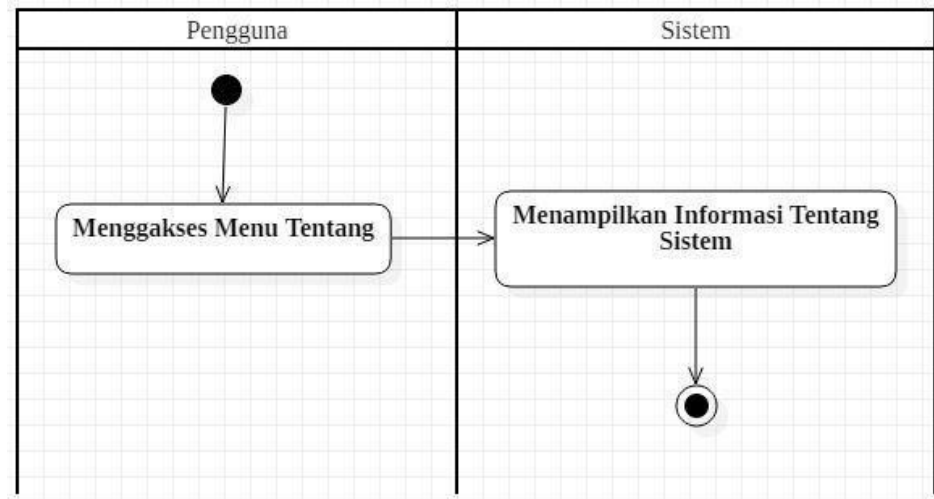 Pengguna
Sistem
Menggakses Menu Tentang
Menampilkan Informasi Tentang
Sistem